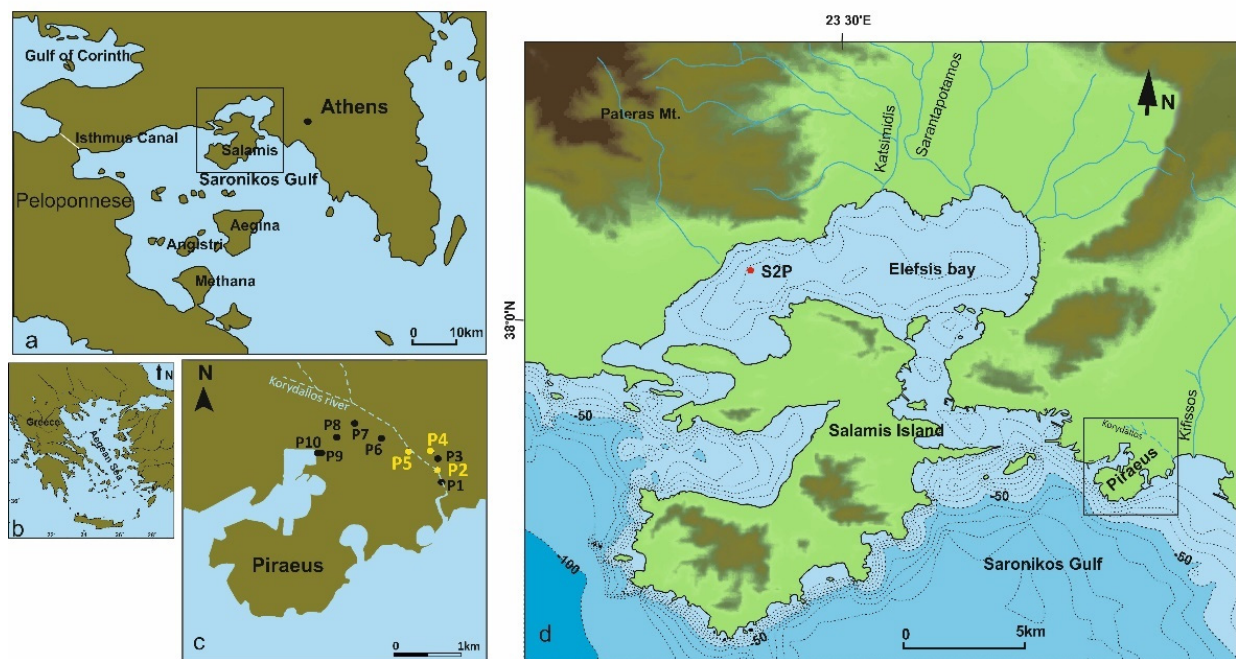 Gulf of Corinth
Athens
Isthmus Canal
Salamis
Saronikos Gulf
Peloponnese
Aegina
Angistri
Methana
0 10km
a
N
Greece
Aegean Sea
b
N
Korydallos river
P8
P7
P4
P10
P6
P3
P9
P5
P2
P1
Piraeus
0 1km
c
23 30'E
N
Pateras Mt.
Katsimidis
Sarantapotamos
S2P
Elefsis bay
38°0'N
-50
Salamis Island
Kifissos
Korydallos
Piraeus
-50
-50
-100
Saronikos Gulf
-50
0 5km
d